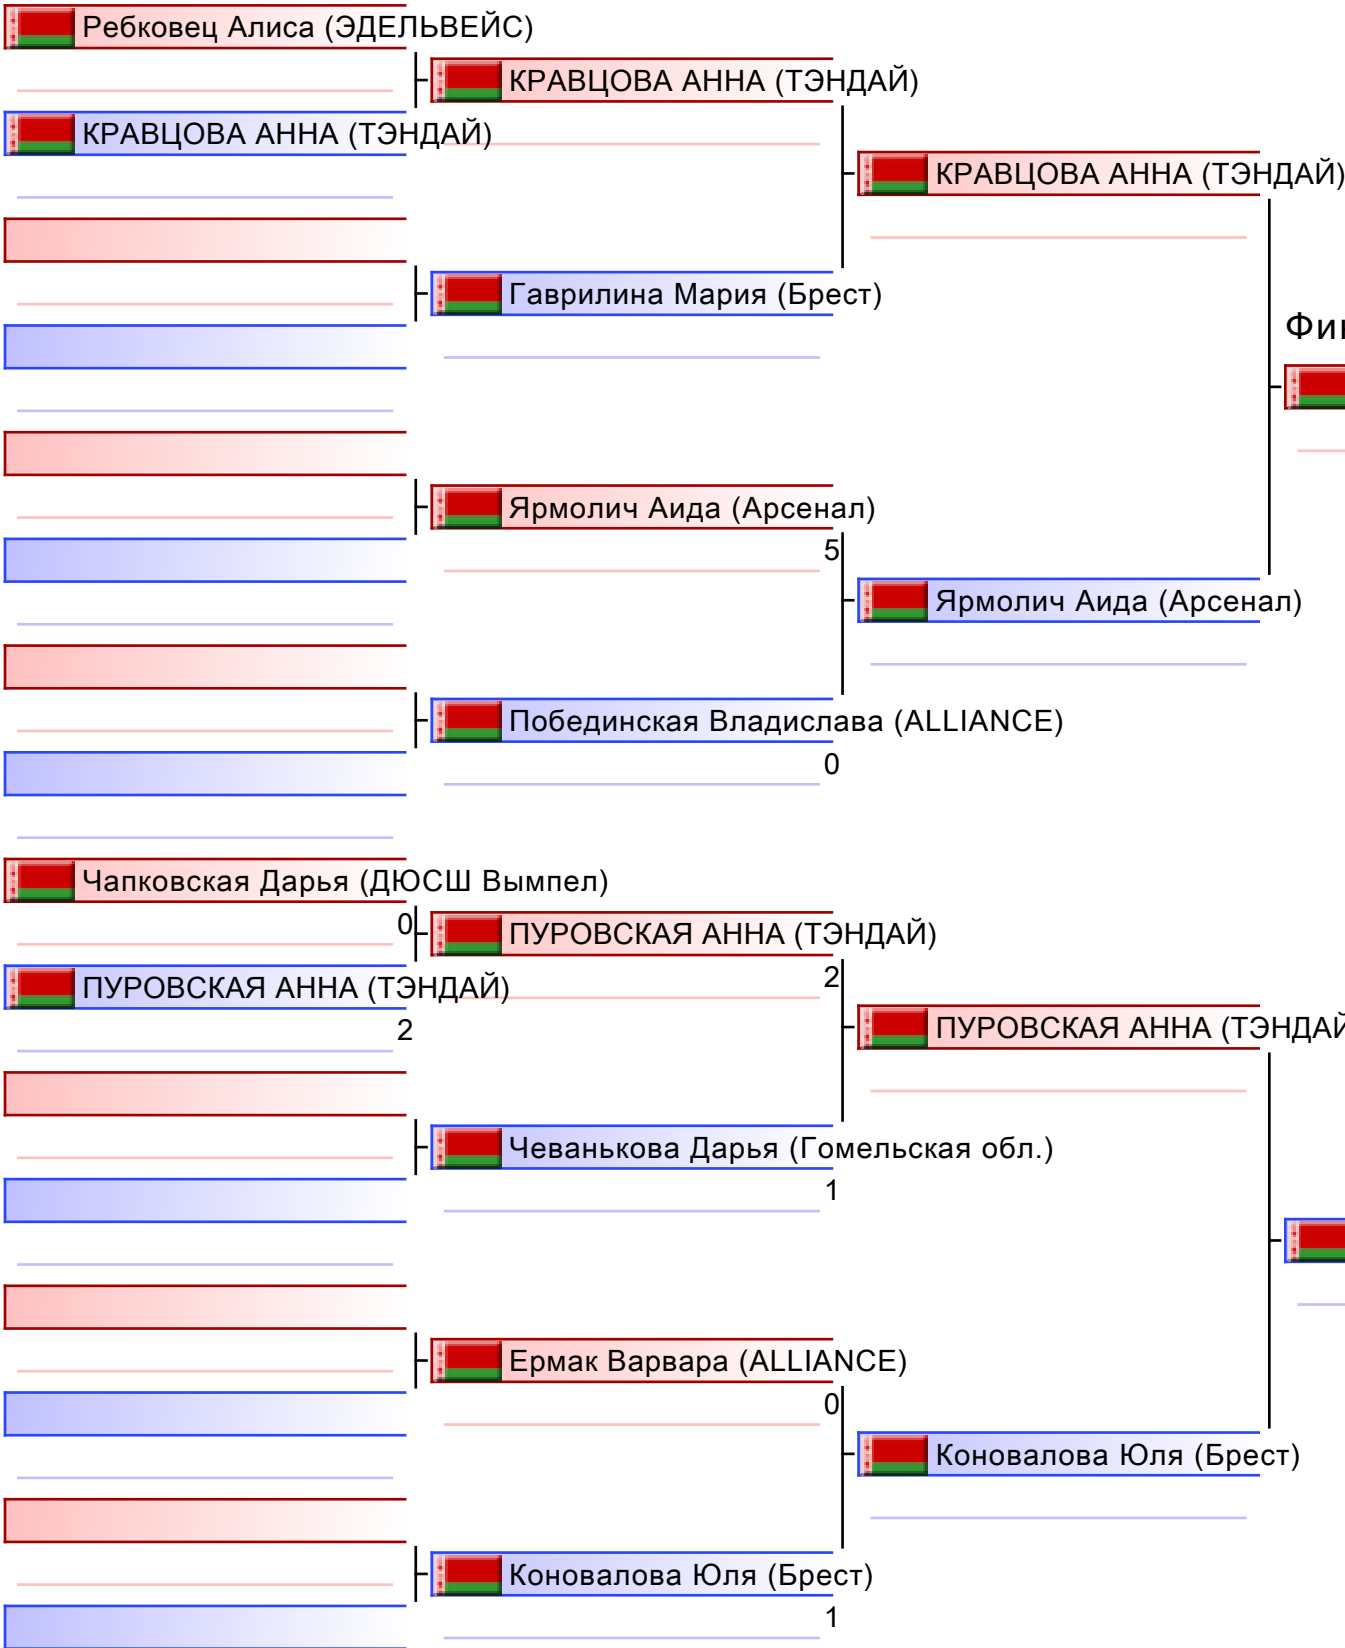 Ребковец Алиса (ЭДЕЛЬВЕЙС)
КРАВЦОВА АННА (ТЭНДАЙ)
КРАВЦОВА АННА (ТЭНДАЙ)
КРАВЦОВА АННА (ТЭНДАЙ)
Гаврилина Мария (Брест)
Ярмолич Аида (Арсенал)
5
Ярмолич Аида (Арсенал)
Побединская Владислава (ALLIANCE)
0
Чапковская Дарья (ДЮСШ Вымпел)
0
ПУРОВСКАЯ АННА (ТЭНДАЙ)
2
ПУРОВСКАЯ АННА (ТЭНДАЙ)
2
ПУРОВСКАЯ АННА (ТЭНДАЙ
Чеванькова Дарья (Гомельская обл.)
1
Ермак Варвара (ALLIANCE)
0
Коновалова Юля (Брест)
Коновалова Юля (Брест)
1